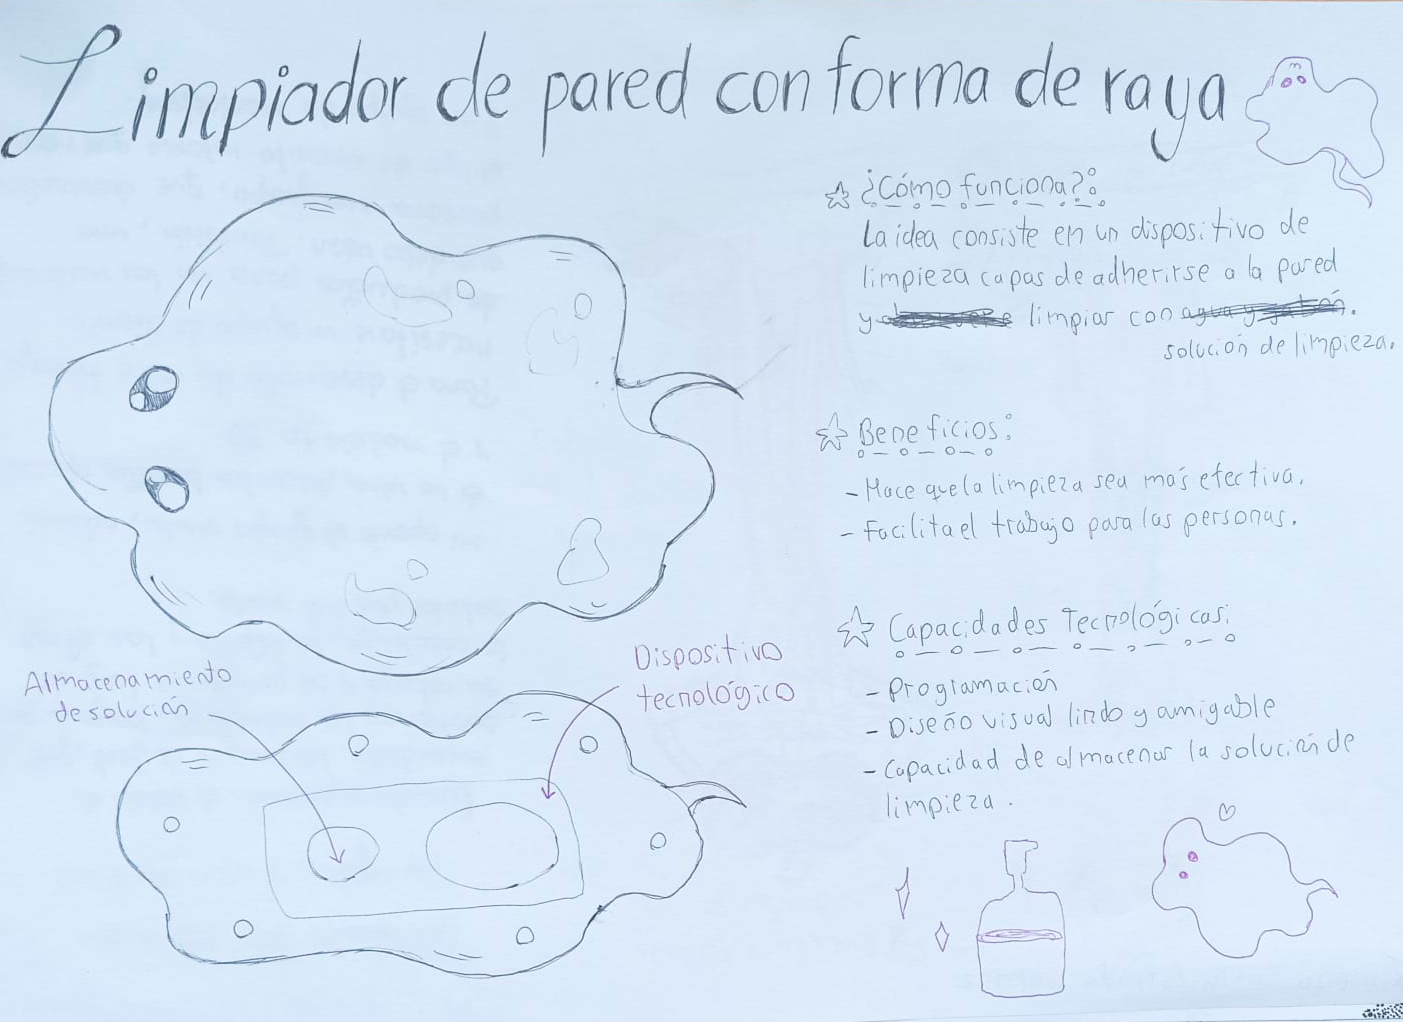 Limpiador de pared con forma de raya
¿Cómo funciona?:
La idea consiste en un dispositivo de
limpieza capas de adherirse a la pared
y limpiar con agua y jabón.
solución de limpieza.
Beneficios:
- Hace que la limpieza sea más efectiva.
- Facilita el trabajo para las personas.
Capacidades Tecnológicas:
- Programación
- Diseño visual lindo y amigable
- Capacidad de almacenar la solución de
limpieza.
Almacenamiento
de solución
Dispositivo
tecnológico